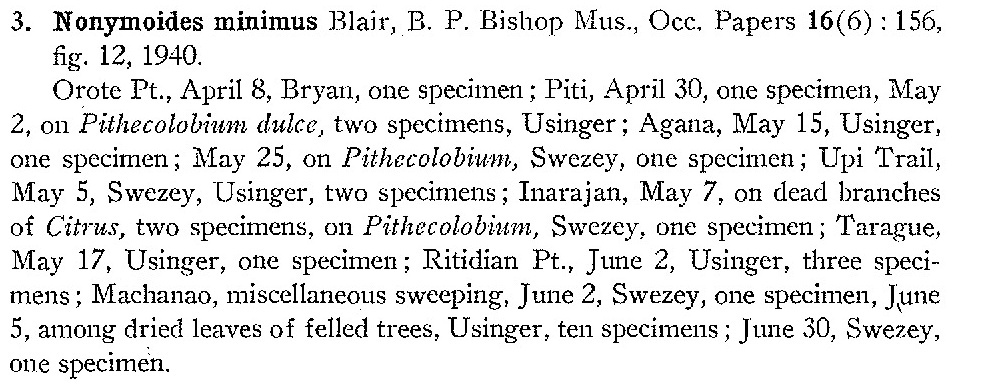 3. Nonymoides minimus Blair, B. P. Bishop Mus., Occ. Papers 16(6) : 156,
fig. 12, 1940.
Orote Pt., April 8, Bryan, one specimen; Piti, April 30, one specimen, May
2, on Pithecolobium dulce, two specimens, Usinger; Agana, May 15, Usinger,
one specimen; May 25, on Pithecolobium, Swezey, one specimen; Upi Trail,
May 5, Swezey, Usinger, two specimens; Inarajan, May 7, on dead branches
of Citrus, two specimens, on Pithecolobium, Swezey, one specimen; Tarague,
May 17, Usinger, one specimen; Ritidian Pt., June 2, Usinger, three speci-
mens; Machanao, miscellaneous sweeping, June 2, Swezey, one specimen, June
5, among dried leaves of felled trees, Usinger, ten specimens; June 30, Swezey,
one specimen.